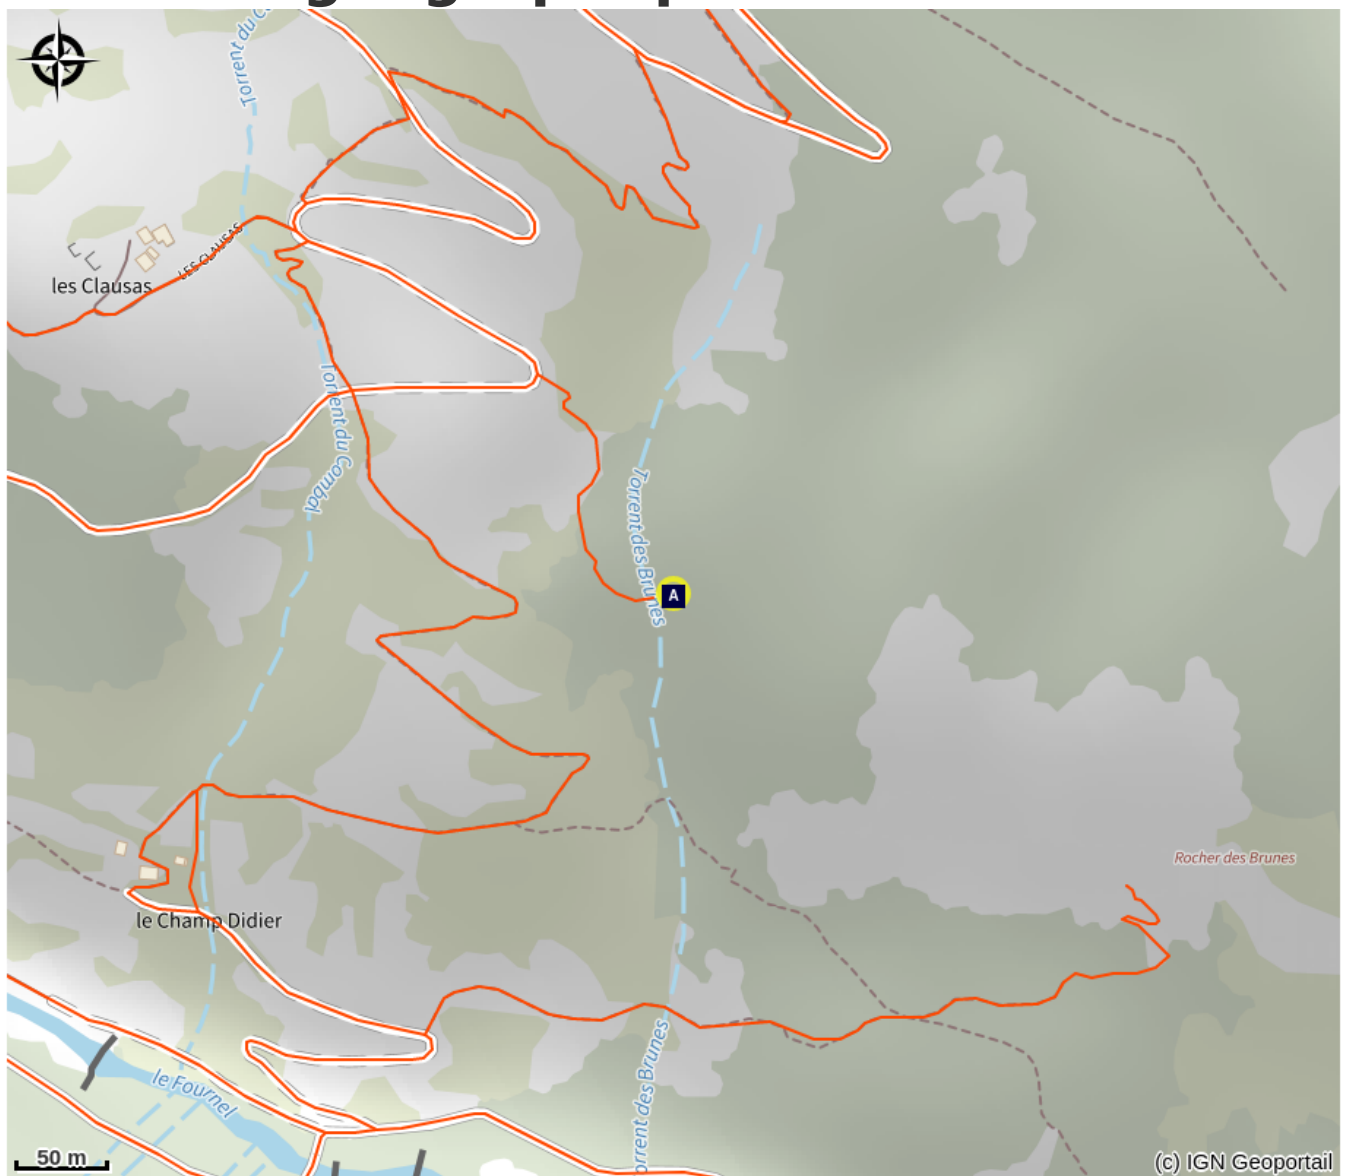 Torrent du C
LES CLAUSAS
les Clausas
Torrent du Combal
Torrent des Brunes
A
Rocher des Brunes
le Champ Didier
le Fournel
orrent des Brunes
50 m
(c) IGN Geoportail